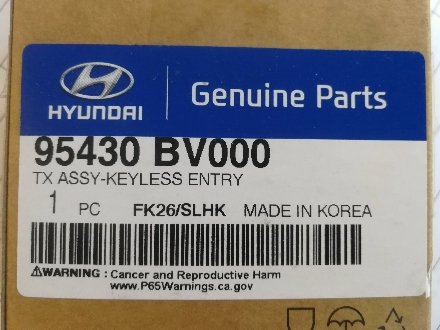 HYUNDAI
Genuine Parts
95430 BV000
TX ASSY-KEYLESS ENTRY
1 PC FK26/SLHK MADE IN KOREA
⚠WARNING : Cancer and Reproductive Harm
www.P65Warnings.ca.gov